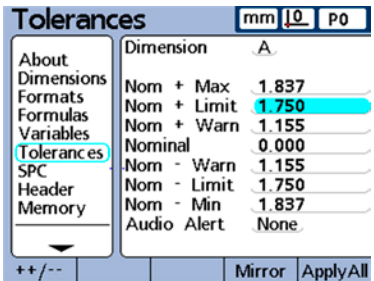 Tolerances mm 0 P0
About
Dimensions
Formats
Formulas
Variables
Tolerances
SPC
Header
Memory
Dimension A
Nom + Max 1.837
Nom + Limit 1.750
Nom + Warn 1.155
Nominal 0.000
Nom - Warn 1.155
Nom - Limit 1.750
Nom - Min 1.837
Audio Alert None
++/-- Mirror ApplyAll